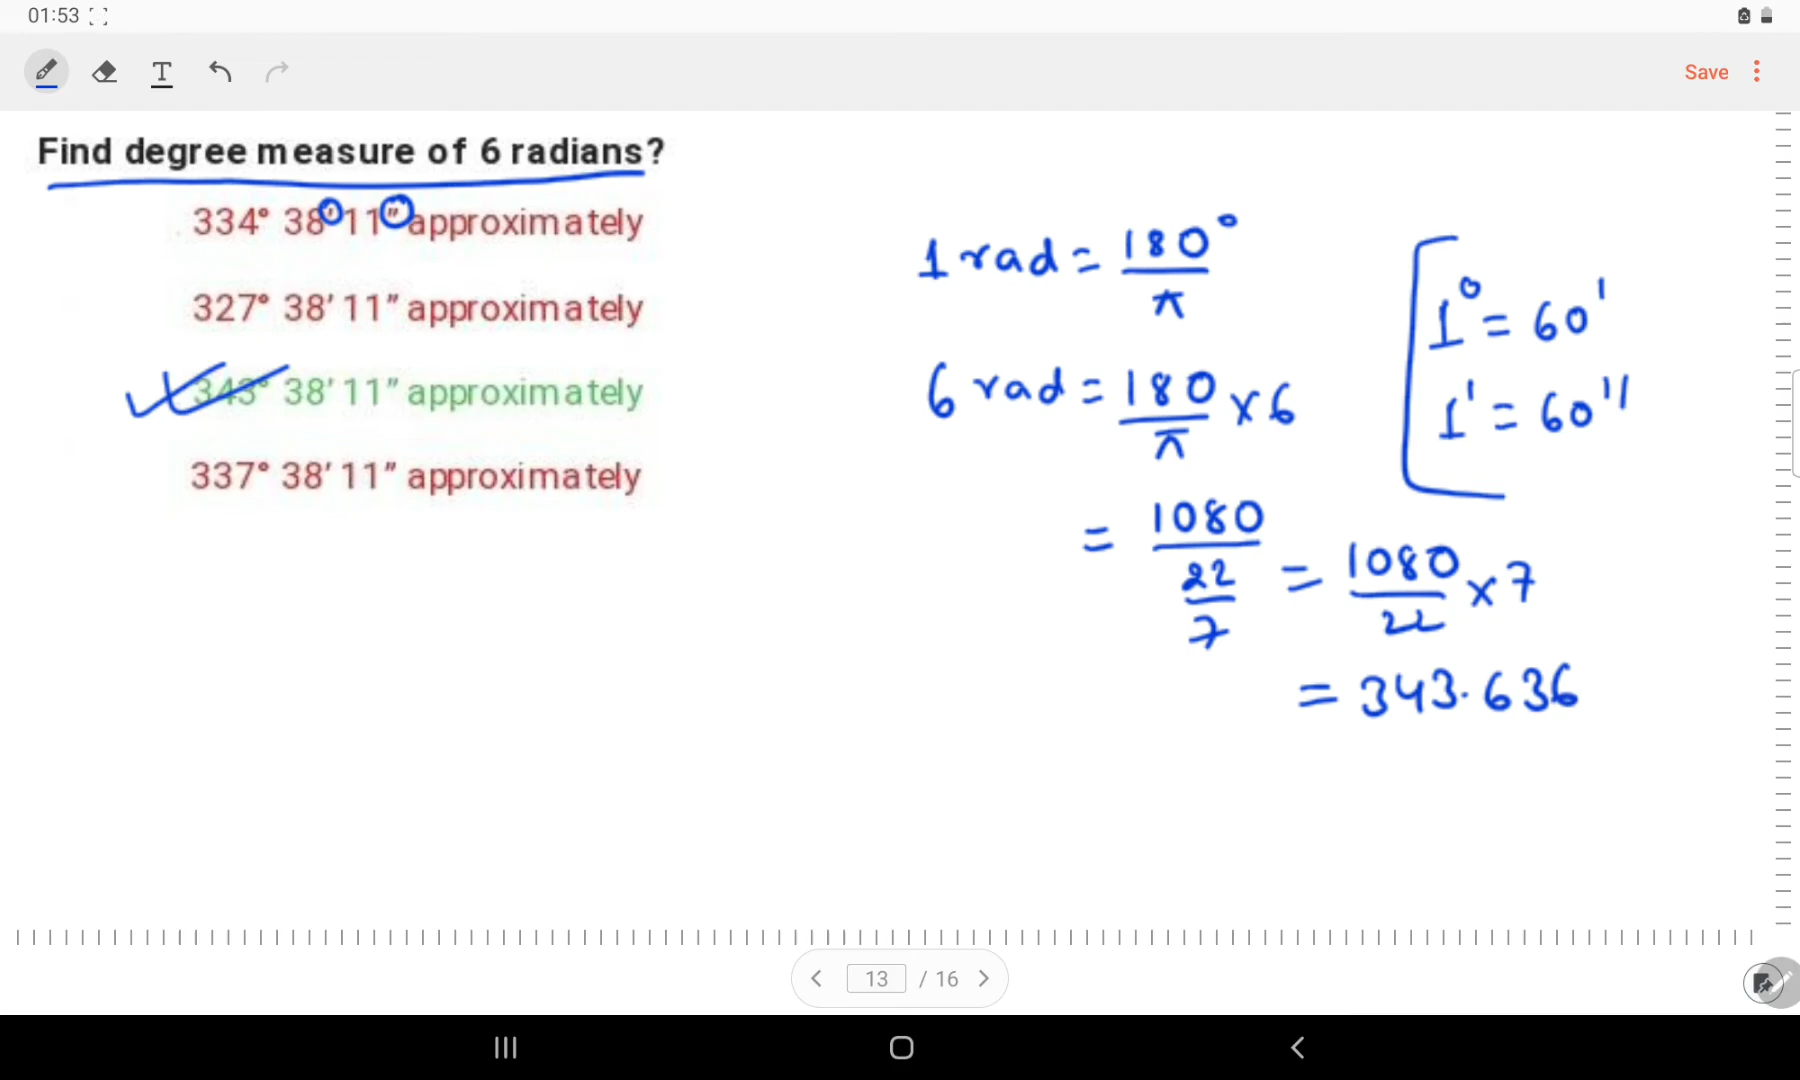 01:53
Save
Find degree measure of 6 radians?
334° 38′ 11″ approximately
327° 38′ 11″ approximately
343° 38′ 11″ approximately
337° 38′ 11″ approximately
1 rad = 180° / π
6 rad = 180 / π × 6
= 1080 / 22/7 = 1080 / 22 × 7
= 343.636
1° = 60'
1' = 60"
13 / 16